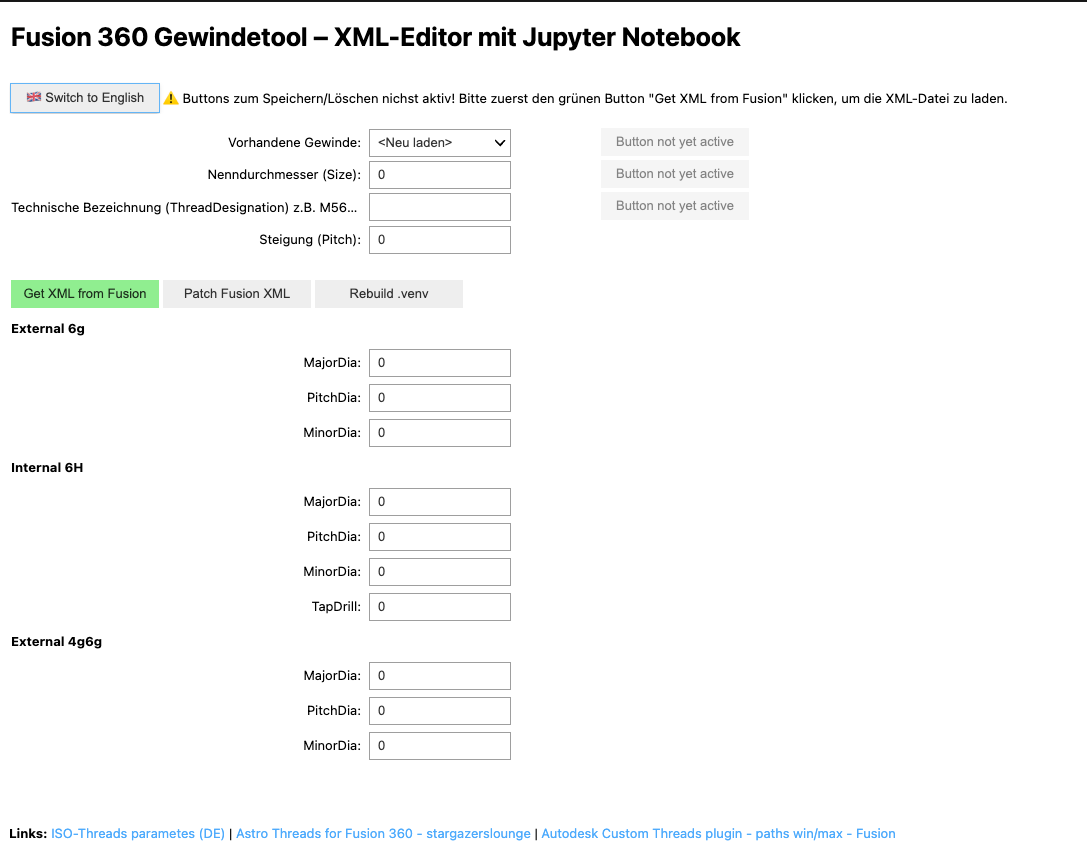 Fusion 360 Gewindetool – XML-Editor mit Jupyter Notebook
🇬🇧 Switch to English ⚠️ Buttons zum Speichern/Löschen nichst aktiv! Bitte zuerst den grünen Button "Get XML from Fusion" klicken, um die XML-Datei zu laden.
Vorhandene Gewinde: <Neu laden> Button not yet active
Nenndurchmesser (Size): 0 Button not yet active
Technische Bezeichnung (ThreadDesignation) z.B. M56... Button not yet active
Steigung (Pitch): 0
Get XML from Fusion Patch Fusion XML Rebuild .venv
External 6g
MajorDia: 0
PitchDia: 0
MinorDia: 0
Internal 6H
MajorDia: 0
PitchDia: 0
MinorDia: 0
TapDrill: 0
External 4g6g
MajorDia: 0
PitchDia: 0
MinorDia: 0
Links: ISO-Threads parametes (DE) | Astro Threads for Fusion 360 - stargazerslounge | Autodesk Custom Threads plugin - paths win/max - Fusion